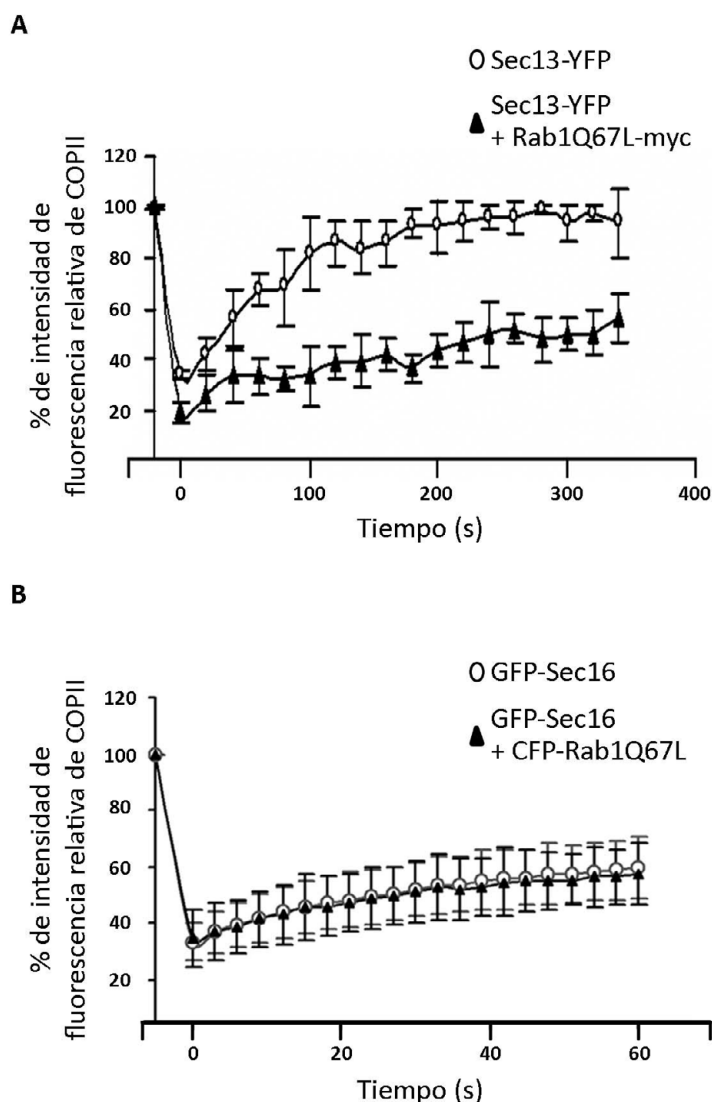 A
Sec13-YFP
Sec13-YFP
+ Rab1Q67L-myc
% de intensidad de
fluorescencia relativa de COPII
120
100
80
60
40
20
0
100
200
300
400
Tiempo (s)
B
GFP-Sec16
GFP-Sec16
+ CFP-Rab1Q67L
% de intensidad de
fluorescencia relativa de COPII
120
100
80
60
40
20
0
20
40
60
Tiempo (s)